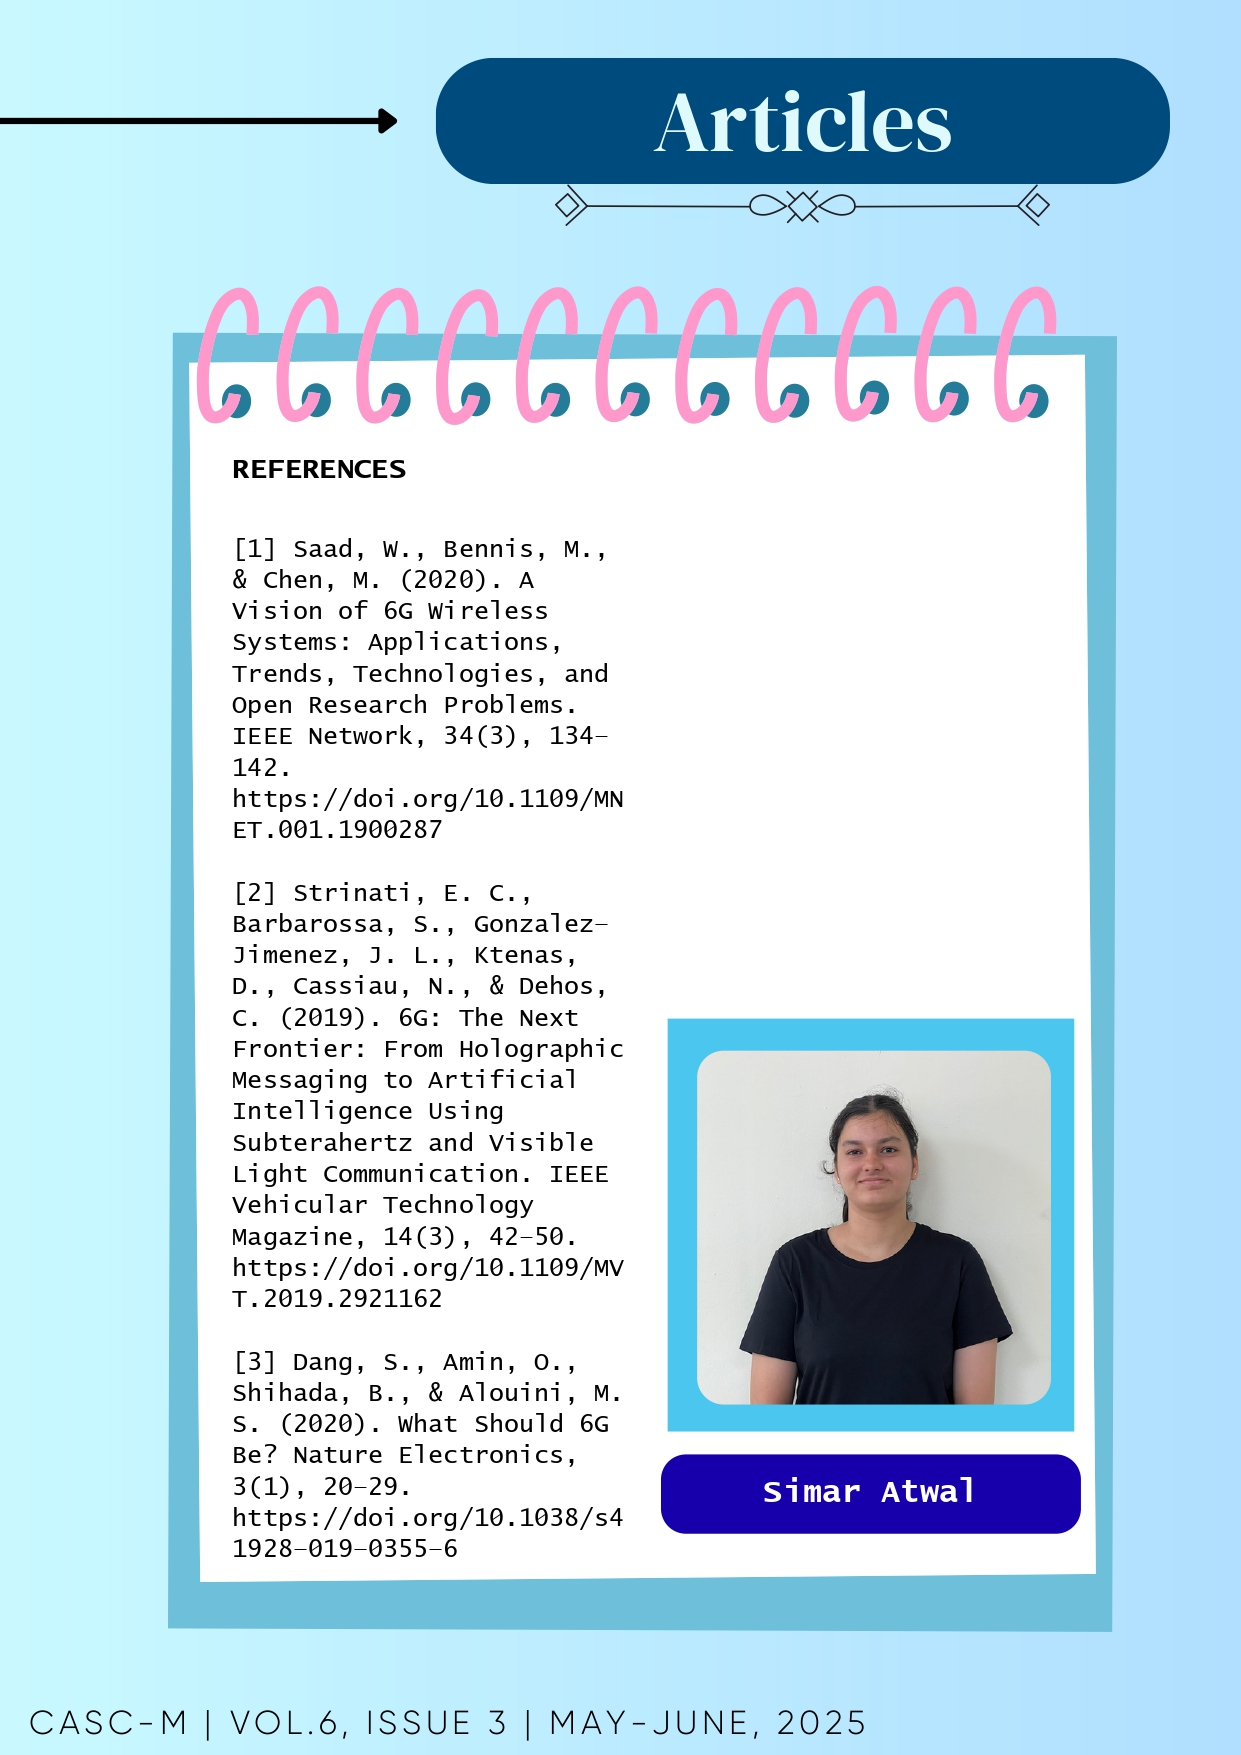 Articles
REFERENCES
[1] Saad, W., Bennis, M.,
& Chen, M. (2020). A
Vision of 6G Wireless
Systems: Applications,
Trends, Technologies, and
Open Research Problems.
IEEE Network, 34(3), 134–
142.
https://doi.org/10.1109/MN
ET.001.1900287
[2] Strinati, E. C.,
Barbarossa, S., Gonzalez-
Jimenez, J. L., Ktenas,
D., Cassiau, N., & Dehos,
C. (2019). 6G: The Next
Frontier: From Holographic
Messaging to Artificial
Intelligence Using
Subterahertz and Visible
Light Communication. IEEE
Vehicular Technology
Magazine, 14(3), 42–50.
https://doi.org/10.1109/MV
T.2019.2921162
[3] Dang, S., Amin, O.,
Shihada, B., & Alouini, M.
S. (2020). What Should 6G
Be? Nature Electronics,
3(1), 20–29.
https://doi.org/10.1038/s4
1928-019-0355-6
Simar Atwal
CASC-M | VOL.6, ISSUE 3 | MAY-JUNE, 2025